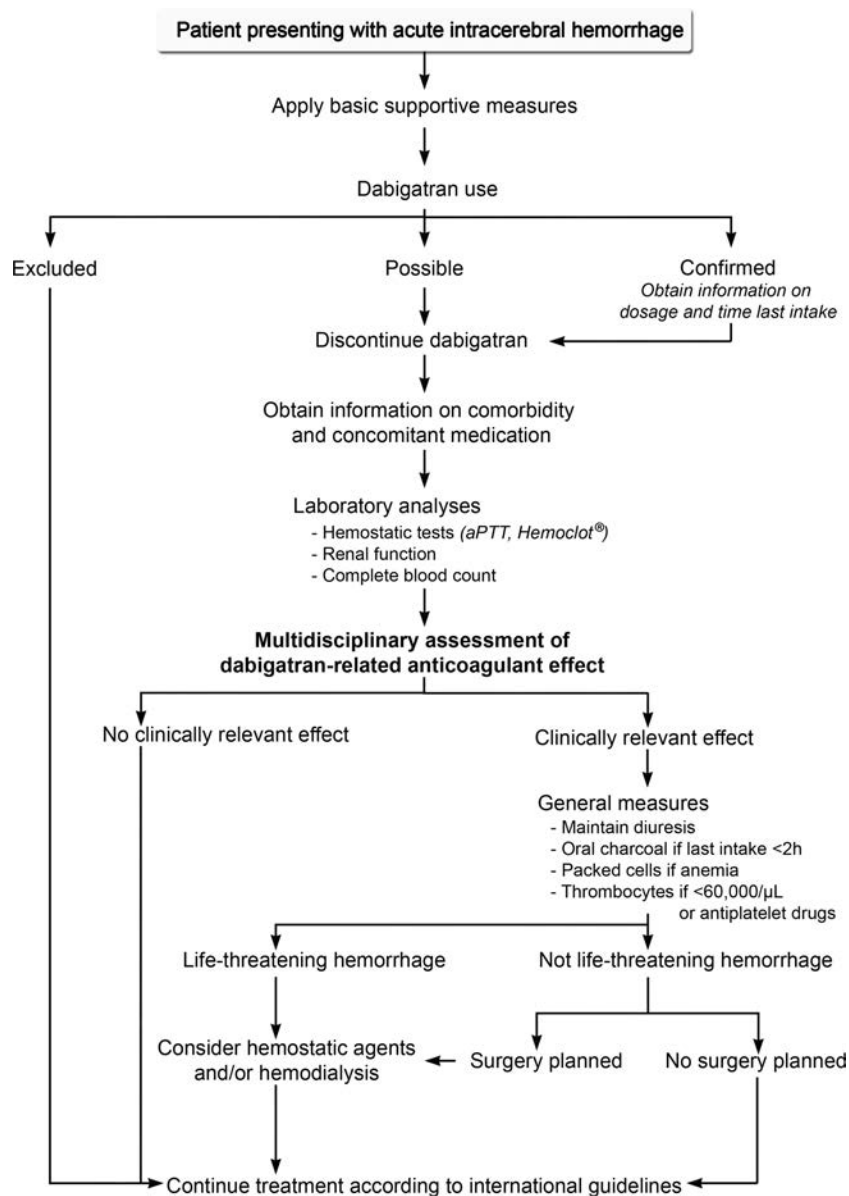 Patient presenting with acute intracerebral hemorrhage
Apply basic supportive measures
Dabigatran use
Excluded
Possible
Confirmed
Obtain information on
dosage and time last intake
Discontinue dabigatran
Obtain information on comorbidity
and concomitant medication
Laboratory analyses
- Hemostatic tests (aPTT, Hemoclot®)
- Renal function
- Complete blood count
Multidisciplinary assessment of
dabigatran-related anticoagulant effect
No clinically relevant effect
Clinically relevant effect
General measures
- Maintain diuresis
- Oral charcoal if last intake <2h
- Packed cells if anemia
- Thrombocytes if <60,000/µL
or antiplatelet drugs
Life-threatening hemorrhage
Not life-threatening hemorrhage
Consider hemostatic agents
and/or hemodialysis
Surgery planned
No surgery planned
Continue treatment according to international guidelines